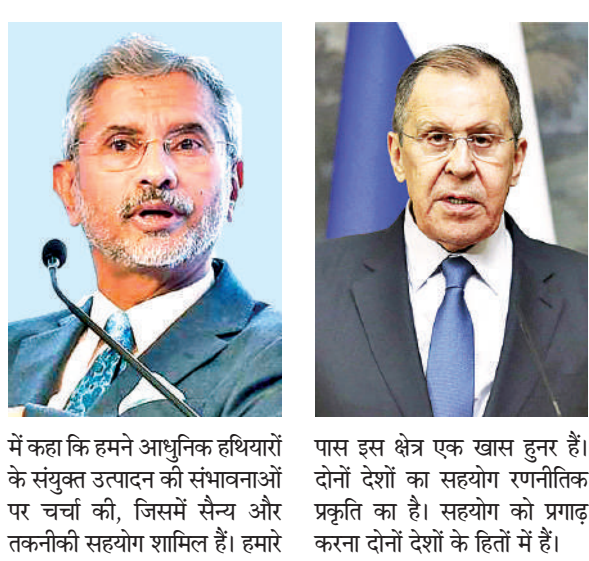 में कहा कि हमने आधुनिक हथियारों
के संयुक्त उत्पादन की संभावनाओं
पर चर्चा की, जिसमें सैन्य और
तकनीकी सहयोग शामिल हैं। हमारे
पास इस क्षेत्र एक खास हुनर हैं।
दोनों देशों का सहयोग रणनीतिक
प्रकृति का है। सहयोग को प्रगाढ़
करना दोनों देशों के हितों में हैं।